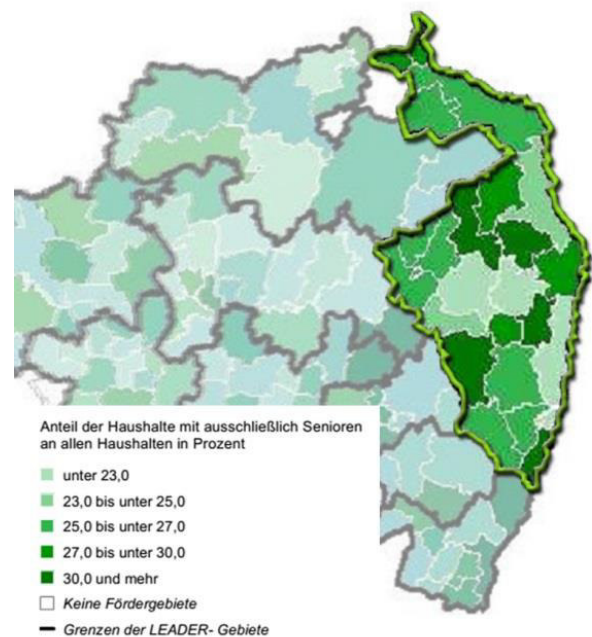 Anteil der Haushalte mit ausschließlich Senioren
an allen Haushalten in Prozent
unter 23,0
23,0 bis unter 25,0
25,0 bis unter 27,0
27,0 bis unter 30,0
30,0 und mehr
Keine Fördergebiete
Grenzen der LEADER- Gebiete